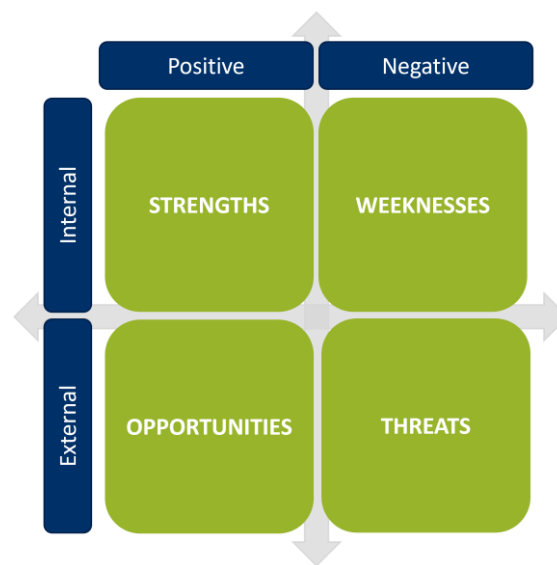 Positive
Negative
Internal
STRENGTHS
WEEKNESSES
External
OPPORTUNITIES
THREATS